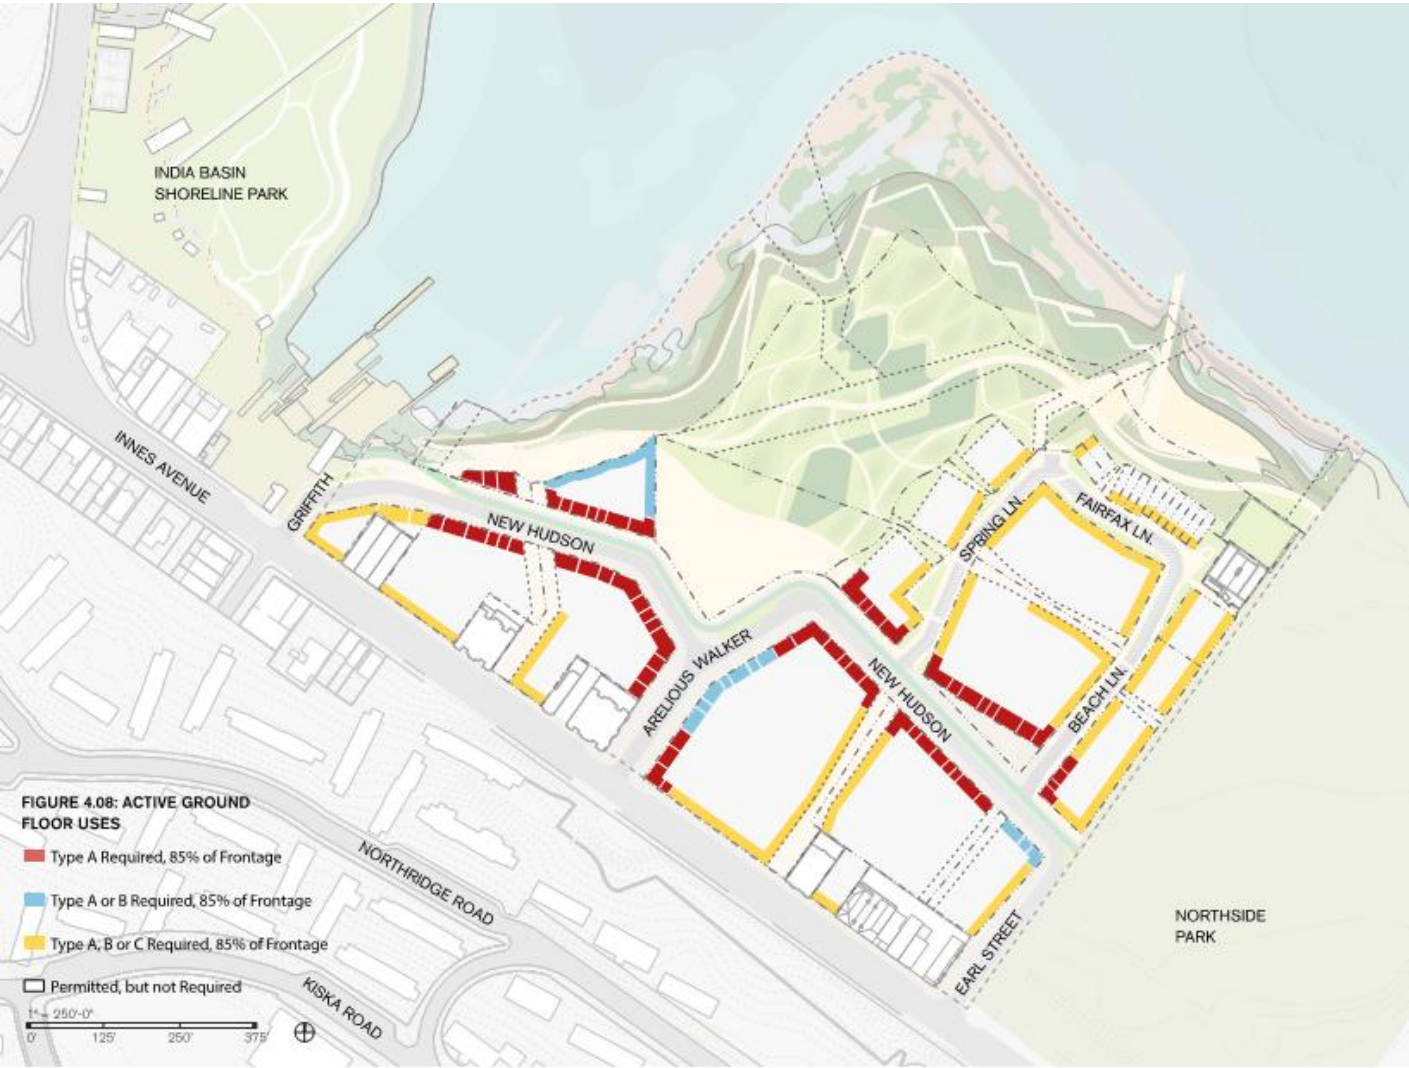 INDIA BASIN
SHORELINE PARK
INNES AVENUE
GRIFFITH
NEW HUDSON
SPRING LN.
FAIRFAX LN.
ARELIOUS WALKER
NEW HUDSON
BEACH LN.
FIGURE 4.08: ACTIVE GROUND
FLOOR USES
Type A Required, 85% of Frontage
Type A or B Required, 85% of Frontage
Type A, B or C Required, 85% of Frontage
Permitted, but not Required
1" = 250'-0"
0' 125' 250' 375'
NORTHRIDGE ROAD
KISKA ROAD
EARL STREET
NORTHSIDE
PARK